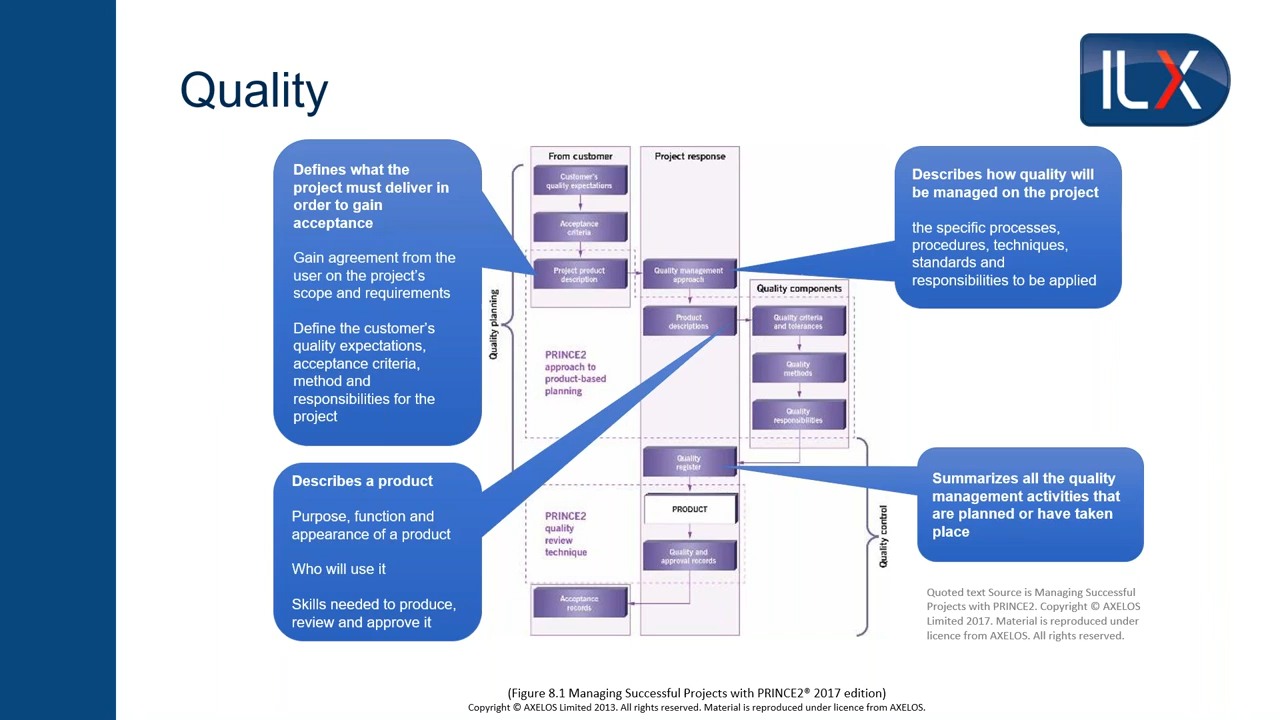 Quality
ILX
Defines what the
project must deliver in
order to gain
acceptance
Gain agreement from the
user on the project's
scope and requirements
Define the customer's
quality expectations,
acceptance criteria,
method and
responsibilities for the
project
Describes a product
Purpose, function and
appearance of a product
Who will use it
Skills needed to produce,
review and approve it
Quality planning
From customer
Customer's
quality expectations
Acceptance
criteria
Project product
description
PRINCE2
approach to
product-based
planning
PRINCE2
quality
review
technique
Acceptance
records
Project response
Quality management
approach
Product
descriptions
Quality
register
PRODUCT
Quality and
approval records
Quality components
Quality criteria
and tolerances
Quality
methods
Quality
responsibilities
Quality control
Describes how quality will
be managed on the project
the specific processes,
procedures, techniques,
standards and
responsibilities to be applied
Summarizes all the quality
management activities that
are planned or have taken
place
Quoted text Source is Managing Successful
Projects with PRINCE2. Copyright © AXELOS
Limited 2017. Material is reproduced under
licence from AXELOS. All rights reserved.
(Figure 8.1 Managing Successful Projects with PRINCE2® 2017 edition)
Copyright © AXELOS Limited 2013. All rights reserved. Material is reproduced under licence from AXELOS.